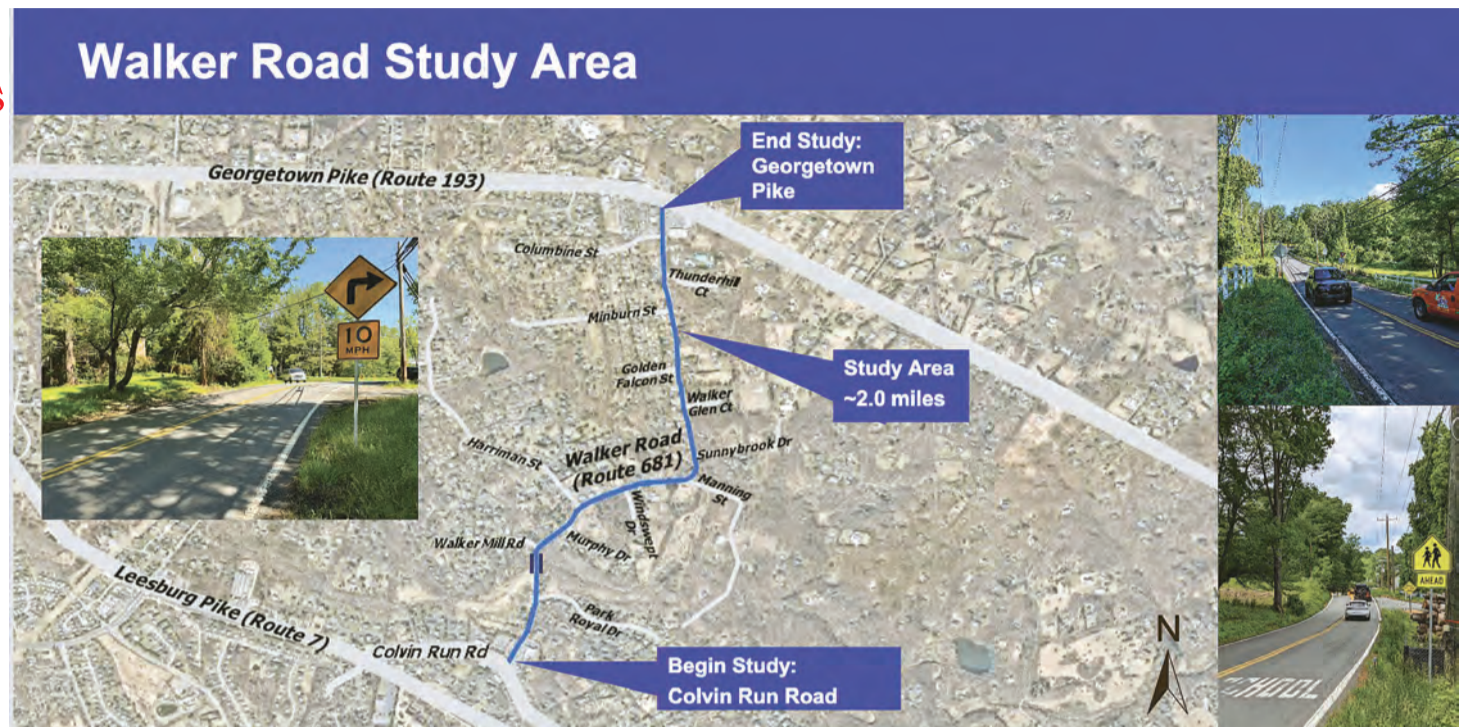 Walker Road Study Area
S
End Study:
Georgetown
Pike
Georgetown Pike (Route 193)
Columbine St
Thunderhill
Ct
10
MPH
Minburn St
Study Area
~2.0 miles
Golden
Falcon St
Walker
Glen Ct
Harriman St
Walker Road
(Route 681)
Sunnybrook Dr
Manning
St
Windswept
Dr
Walker Mill Rd
Murphy Dr
AHEAD
Leesburg Pike (Route 7)
Park
Royal Dr
N
Colvin Run Rd
Begin Study:
Colvin Run Road
SCHOOL